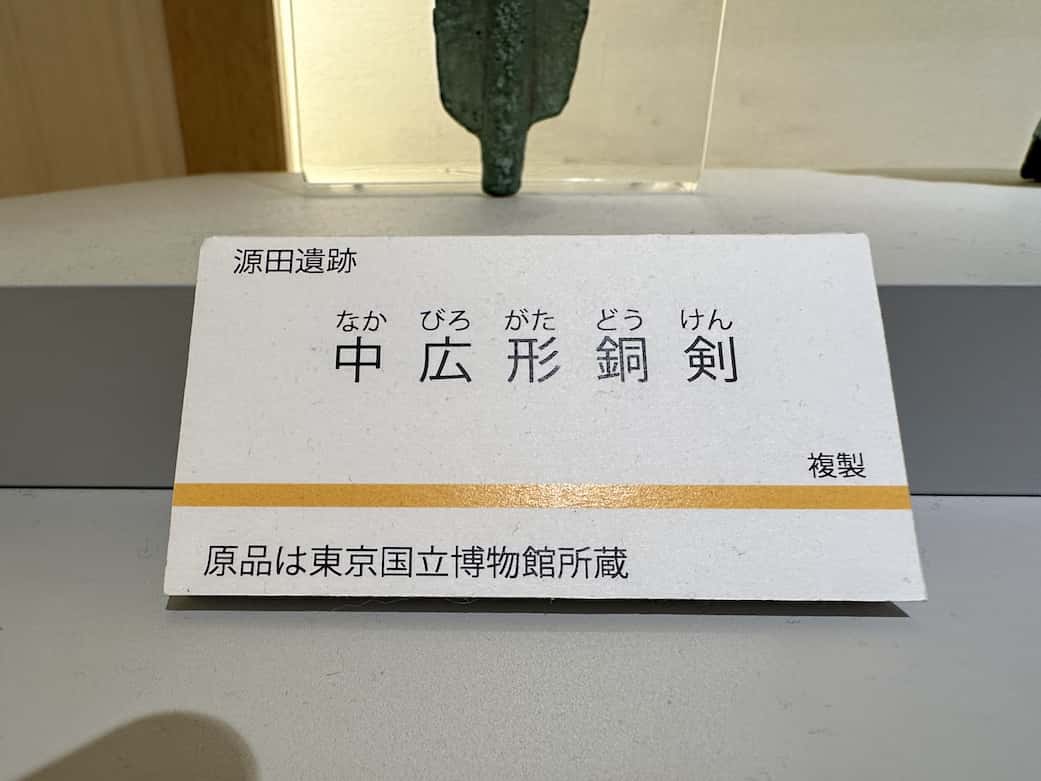 源田遺跡
なか びろ がた どう けん
中広形銅剣
複製
原品は東京国立博物館所蔵